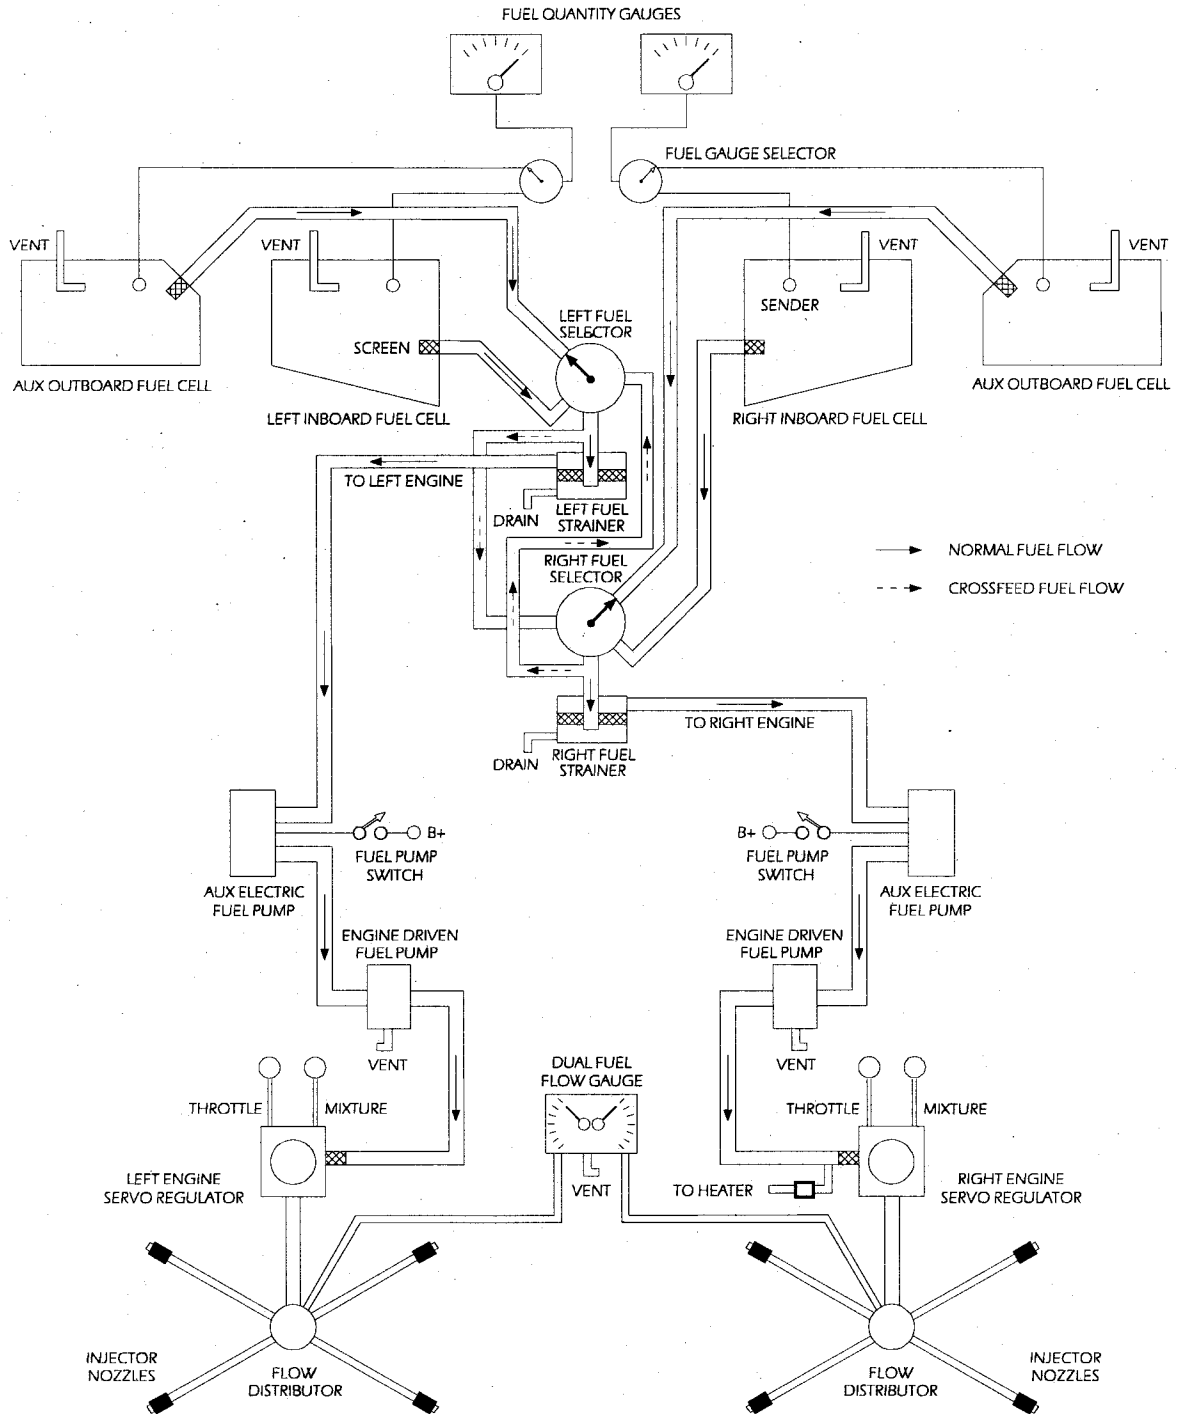 FUEL QUANTITY GAUGES
FUEL GAUGE SELECTOR
VENT
VENT
VENT
VENT
SENDER
LEFT FUEL
SELECTOR
SCREEN
AUX OUTBOARD FUEL CELL
LEFT INBOARD FUEL CELL
RIGHT INBOARD FUEL CELL
AUX OUTBOARD FUEL CELL
TO LEFT ENGINE
DRAIN
LEFT FUEL
STRAINER
RIGHT FUEL
SELECTOR
NORMAL FUEL FLOW
CROSSFEED FUEL FLOW
TO RIGHT ENGINE
DRAIN
RIGHT FUEL
STRAINER
B+
FUEL PUMP
SWITCH
B+
FUEL PUMP
SWITCH
AUX ELECTRIC
FUEL PUMP
AUX ELECTRIC
FUEL PUMP
ENGINE DRIVEN
FUEL PUMP
ENGINE DRIVEN
FUEL PUMP
VENT
DUAL FUEL
FLOW GAUGE
VENT
THROTTLE
MIXTURE
THROTTLE
MIXTURE
LEFT ENGINE
SERVO REGULATOR
VENT
TO HEATER
RIGHT ENGINE
SERVO REGULATOR
INJECTOR
NOZZLES
FLOW
DISTRIBUTOR
FLOW
DISTRIBUTOR
INJECTOR
NOZZLES